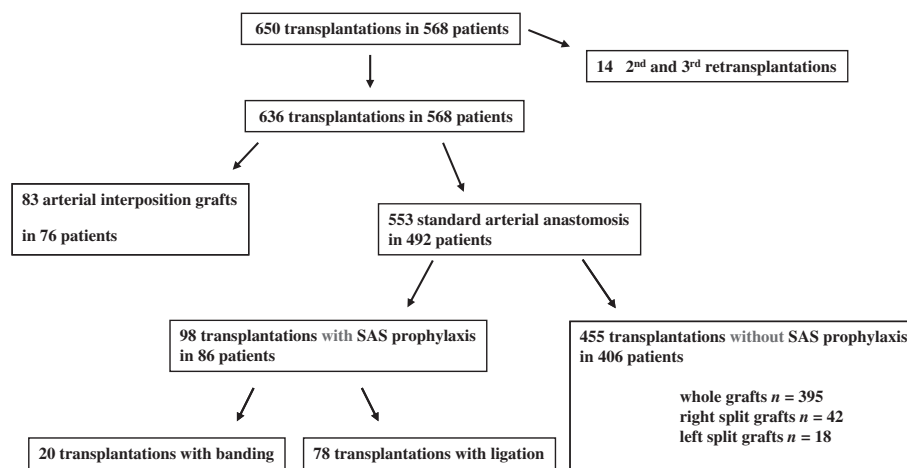 650 transplantations in 568 patients
14 2nd and 3rd retransplantations
636 transplantations in 568 patients
83 arterial interposition grafts
in 76 patients
553 standard arterial anastomosis
in 492 patients
98 transplantations with SAS prophylaxis
in 86 patients
455 transplantations without SAS prophylaxis
in 406 patients
whole grafts n = 395
right split grafts n = 42
left split grafts n = 18
20 transplantations with banding
78 transplantations with ligation